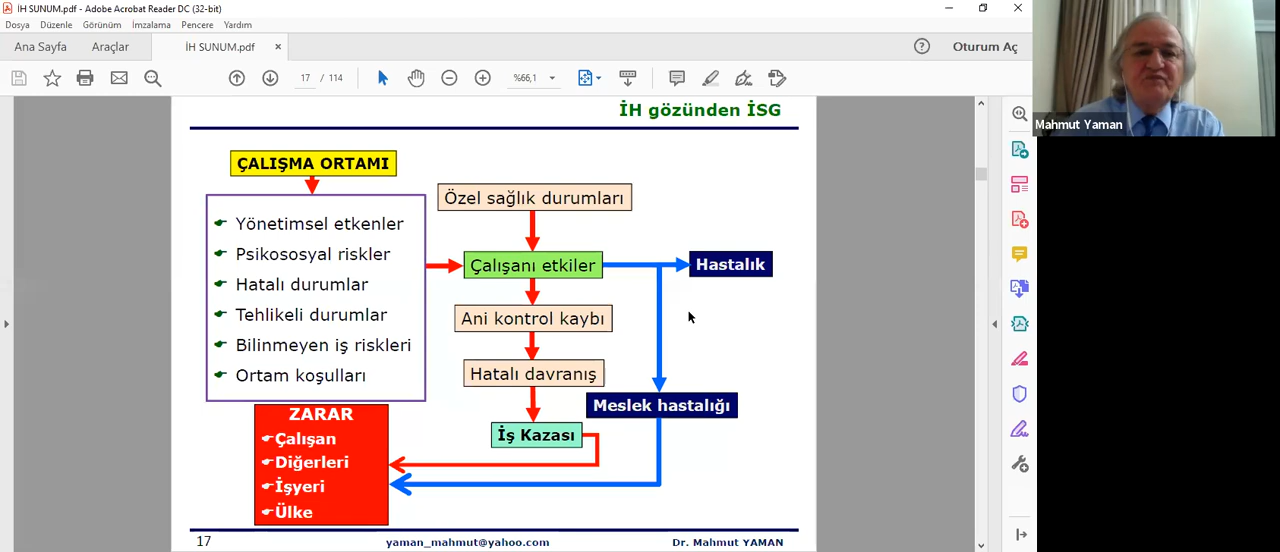 İH SUNUM.pdf - Adobe Acrobat Reader DC (32-bit)
Dosya Düzenle Görünüm İmzalama Pencere Yardım
Ana Sayfa Araçlar İH SUNUM.pdf × Oturum Aç
17 / 114 %66,1
Mahmut Yaman
İH gözünden İSG
ÇALIŞMA ORTAMI
Yönetimsel etkenler
Psikososyal riskler
Hatalı durumlar
Tehlikeli durumlar
Bilinmeyen iş riskleri
Ortam koşulları
Özel sağlık durumları
Çalışanı etkiler
Hastalık
Ani kontrol kaybı
Hatalı davranış
Meslek hastalığı
İş Kazası
ZARAR
Çalışan
Diğerleri
İşyeri
Ülke
17 yaman_mahmut@yahoo.com Dr. Mahmut YAMAN